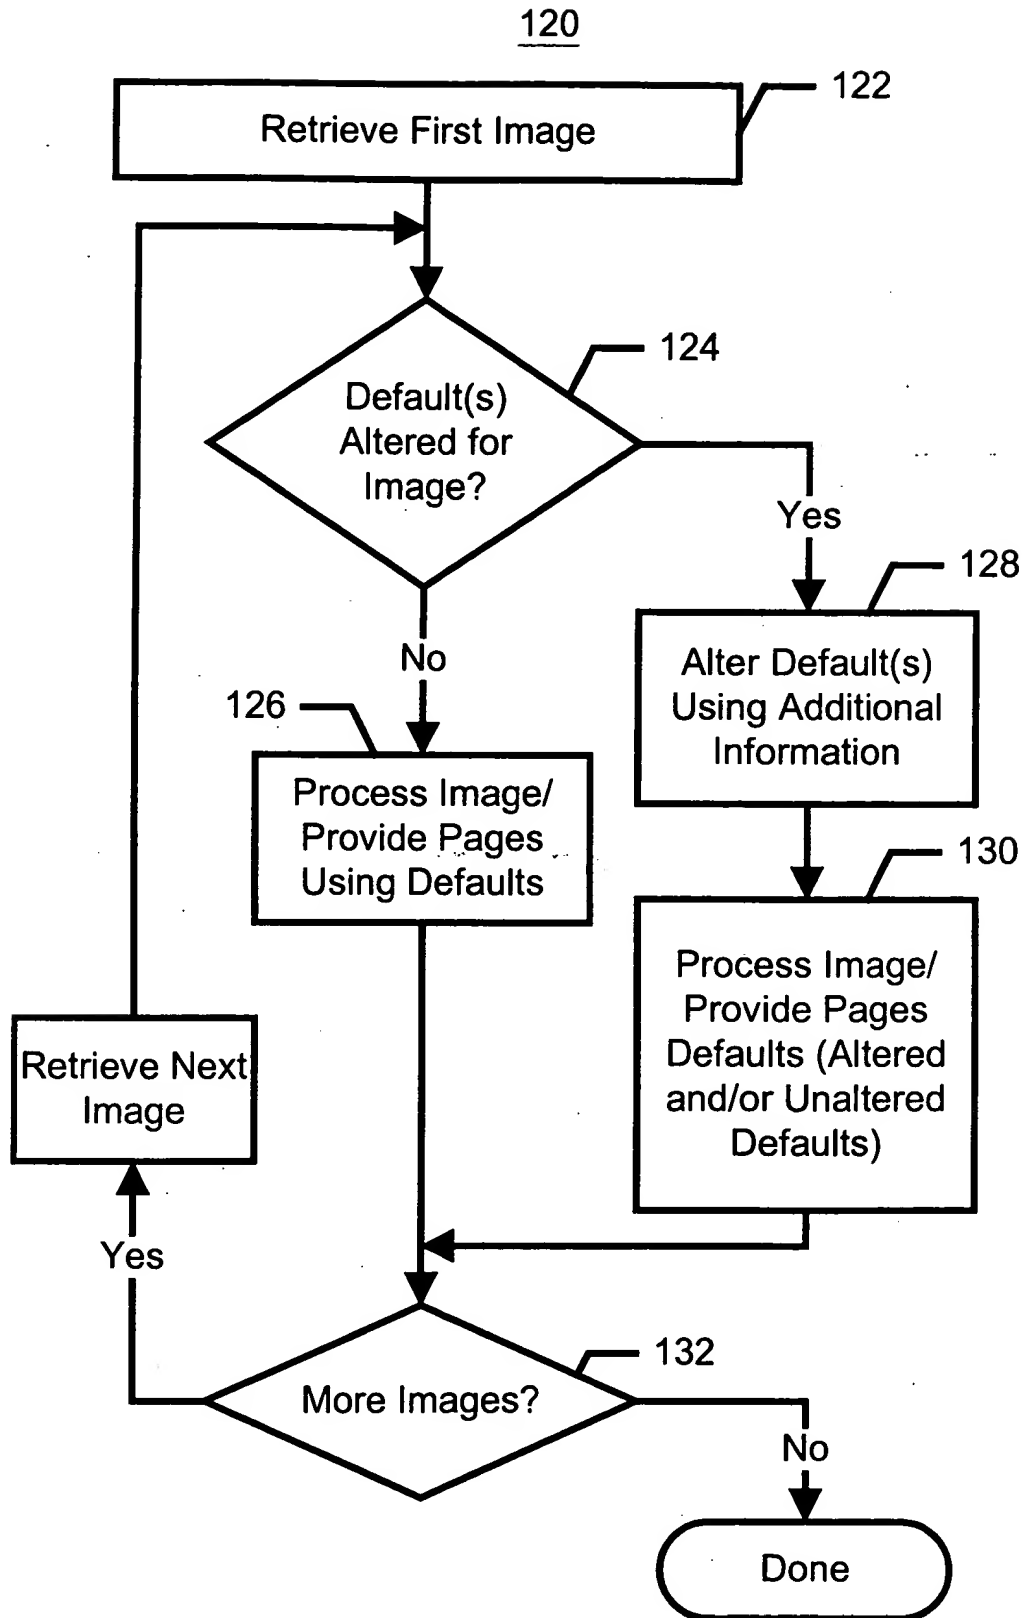 120
122
Retrieve First Image
124
Default(s)
Altered for
Image?
Yes
No
128
Alter Default(s)
Using Additional
Information
126
Process Image/
Provide Pages
Using Defaults
130
Process Image/
Provide Pages
Defaults (Altered
and/or Unaltered
Defaults)
Retrieve Next
Image
Yes
132
More Images?
No
Done